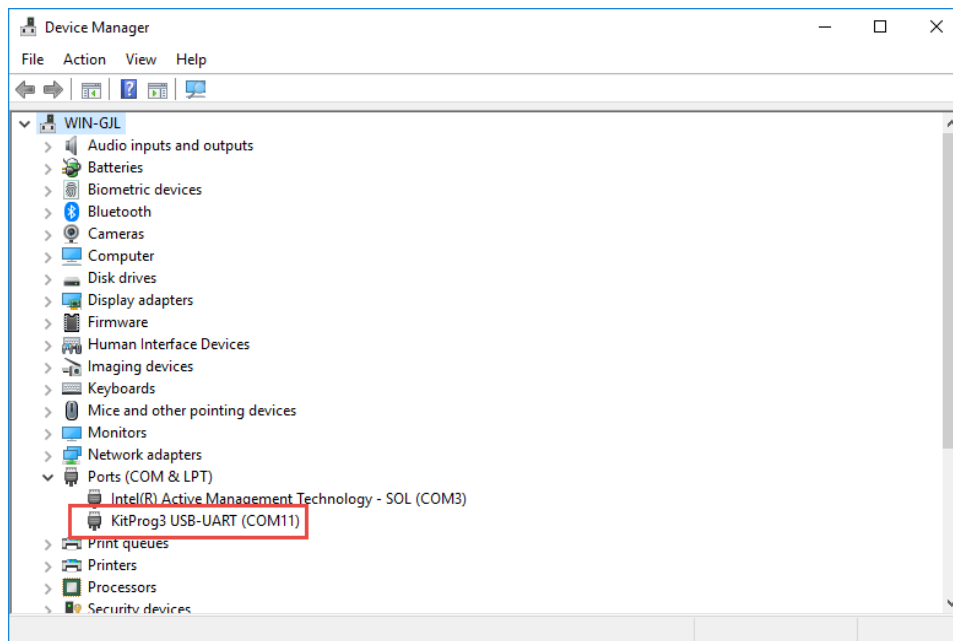 Device Manager
File Action View Help
WIN-GJL
Audio inputs and outputs
Batteries
Biometric devices
Bluetooth
Cameras
Computer
Disk drives
Display adapters
Firmware
Human Interface Devices
Imaging devices
Keyboards
Mice and other pointing devices
Monitors
Network adapters
Ports (COM & LPT)
Intel(R) Active Management Technology - SOL (COM3)
KitProg3 USB-UART (COM11)
Print queues
Printers
Processors
Security devices